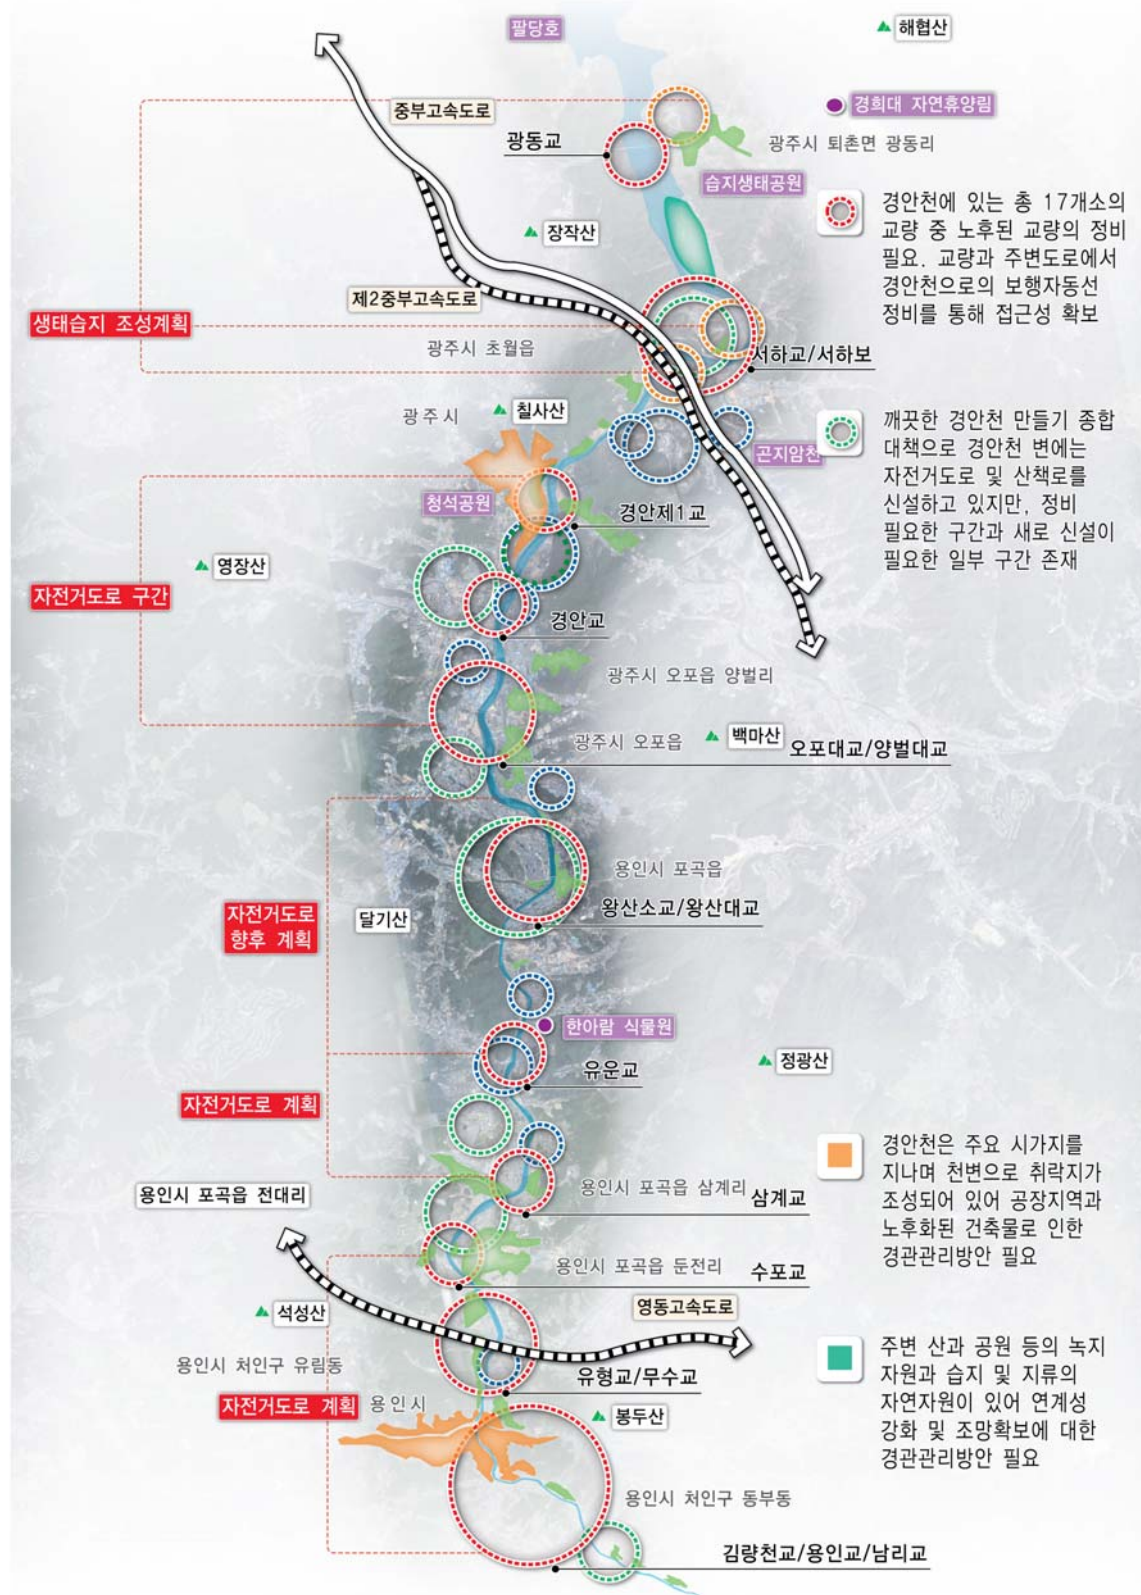 팔당호
해협산
중부고속도로
경희대 자연휴양림
광동교
광주시 퇴촌면 광동리
습지생태공원
경안천에 있는 총 17개소의
교량 중 노후된 교량의 정비
필요. 교량과 주변도로에서
경안천으로의 보행자동선
정비를 통해 접근성 확보
장작산
제2중부고속도로
생태습지 조성계획
광주시 초월읍
서하교/서하보
광주시
칠사산
깨끗한 경안천 만들기 종합
대책으로 경안천 변에는
자전거도로 및 산책로를
신설하고 있지만, 정비
필요한 구간과 새로 신설이
필요한 일부 구간 존재
곤지암천
청석공원
경안제1교
영장산
자전거도로 구간
경안교
광주시 오포읍 양벌리
광주시 오포읍
백마산
오포대교/양벌대교
용인시 포곡읍
왕산소교/왕산대교
자전거도로
향후 계획
달기산
한아람 식물원
유운교
정광산
자전거도로 계획
경안천은 주요 시가지를
지나며 천변으로 취락지가
조성되어 있어 공장지역과
노후화된 건축물로 인한
경관관리방안 필요
용인시 포곡읍 전대리
용인시 포곡읍 삼계리
삼계교
용인시 포곡읍 둔전리
수포교
석성산
영동고속도로
용인시 처인구 유림동
유형교/무수교
주변 산과 공원 등의 녹지
자원과 습지 및 지류의
자연자원이 있어 연계성
강화 및 조망확보에 대한
경관관리방안 필요
자전거도로 계획
용인시
봉두산
용인시 처인구 동부동
김량천교/용인교/남리교